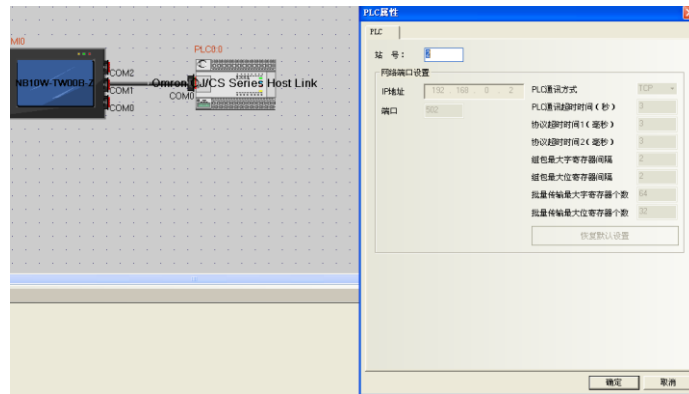 PLC属性
PLC
站 号: 2
网络端口设置
IP地址 192 . 168 . 0 . 2
端口 502
PLC通讯方式 TCP
PLC通讯超时时间(秒) 3
协议超时时间1(毫秒) 3
协议超时时间2(毫秒) 3
组包最大字寄存器间隔 2
组包最大位寄存器间隔 2
批量传输最大字寄存器个数 64
批量传输最大位寄存器个数 32
恢复默认设置
确定 取消
MI0
NB10W-TW00B-Z
COM2
COM1
COM0
PLC0:0
Omron CJ/CS Series Host Link
COM0